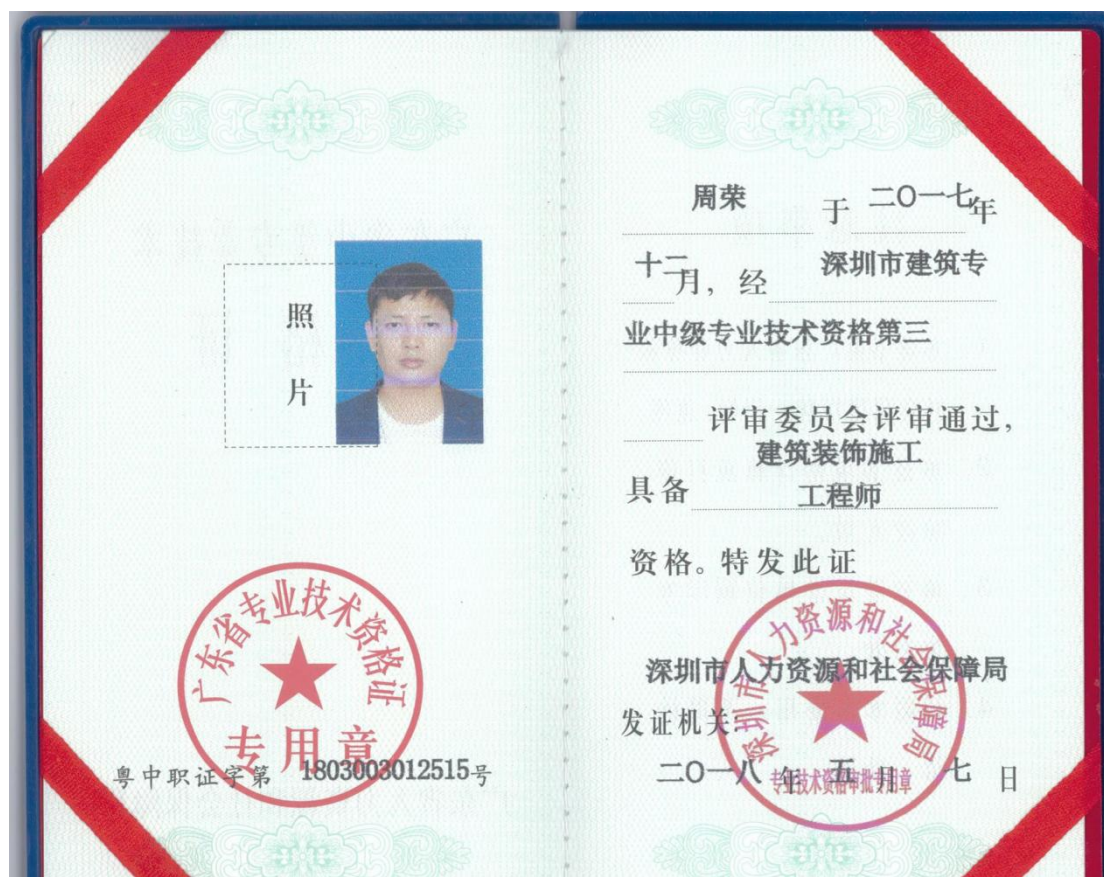 照
片
广东省专业技术资格证
专用章
粤中职证字第 1803003012515号
周荣 于 二〇一七年
十二月，经 深圳市建筑专
业中级专业技术资格第三
评审委员会评审通过，
建筑装饰施工
具备 工程师
资格。特发此证
深圳市人力资源和社会保障局
深圳市人力资源和社会保障局
发证机关：
专业技术资格审批专用章
二〇一八 年 五 月 七 日